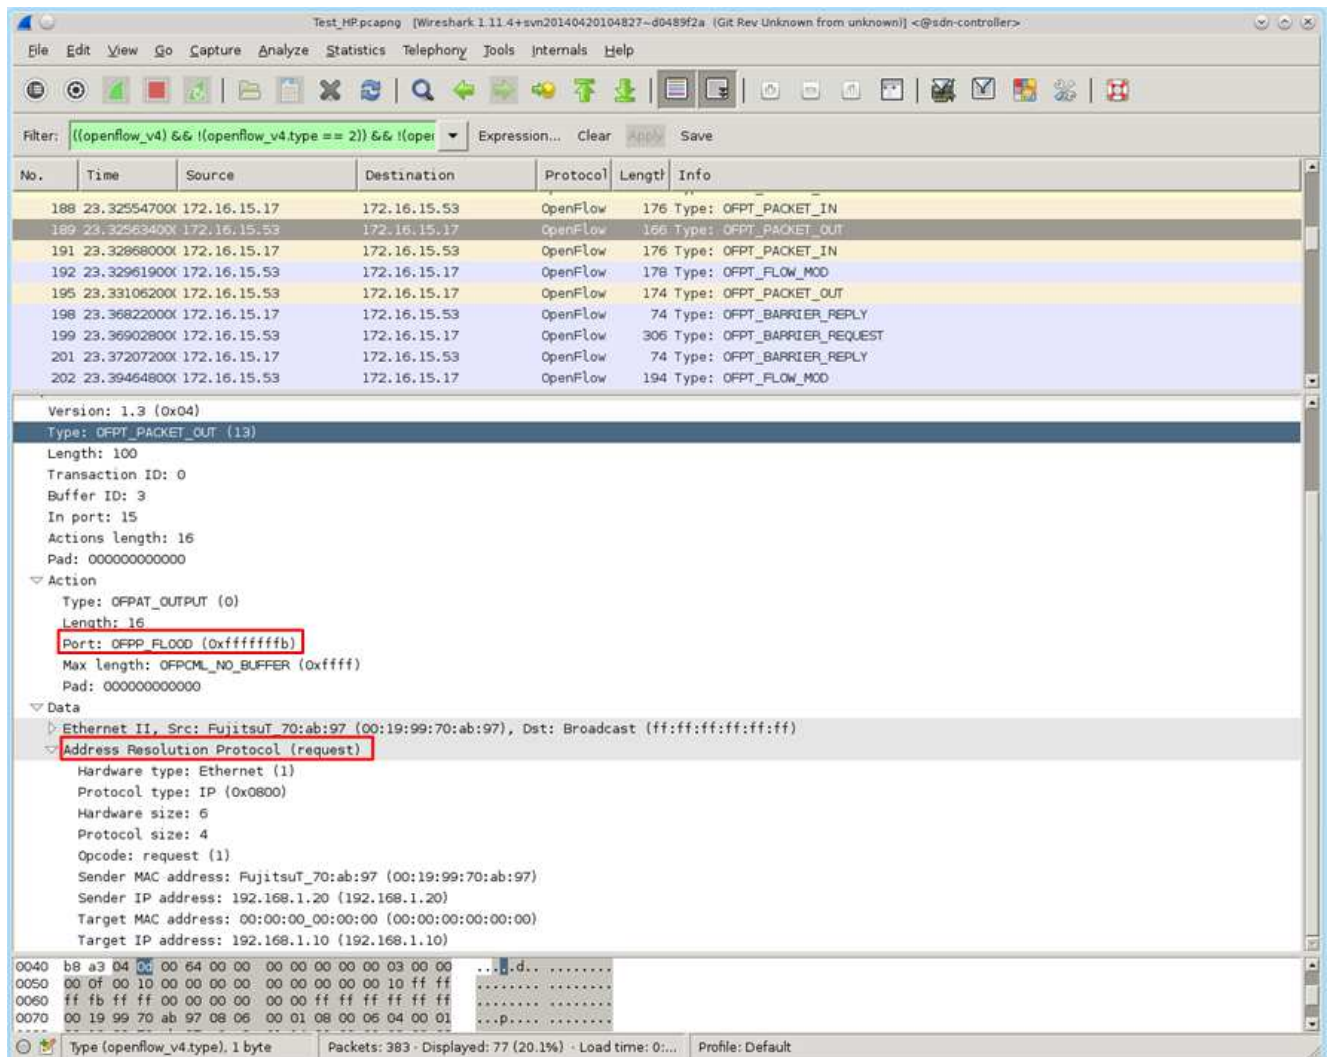 Test_HP.pcapng [Wireshark 1.11.4+svn20140420104827~d0489f2a (Git Rev Unknown from unknown)] <@sdn-controller>
File Edit View Go Capture Analyze Statistics Telephony Tools Internals Help
Filter: ((openflow_v4) && !(openflow_v4.type == 2)) && !(oper Expression... Clear Apply Save
No. Time Source Destination Protocol Length Info
188 23.32554700( 172.16.15.17 172.16.15.53 OpenFlow 176 Type: OFPT_PACKET_IN
189 23.32563400( 172.16.15.53 172.16.15.17 OpenFlow 166 Type: OFPT_PACKET_OUT
191 23.32868000( 172.16.15.17 172.16.15.53 OpenFlow 176 Type: OFPT_PACKET_IN
192 23.32961900( 172.16.15.53 172.16.15.17 OpenFlow 178 Type: OFPT_FLOW_MOD
195 23.33106200( 172.16.15.53 172.16.15.17 OpenFlow 174 Type: OFPT_PACKET_OUT
198 23.36822000( 172.16.15.17 172.16.15.53 OpenFlow 74 Type: OFPT_BARRIER_REPLY
199 23.36902800( 172.16.15.53 172.16.15.17 OpenFlow 306 Type: OFPT_BARRIER_REQUEST
201 23.37207200( 172.16.15.17 172.16.15.53 OpenFlow 74 Type: OFPT_BARRIER_REPLY
202 23.39464800( 172.16.15.53 172.16.15.17 OpenFlow 194 Type: OFPT_FLOW_MOD
Version: 1.3 (0x04)
Type: OFPT_PACKET_OUT (13)
Length: 100
Transaction ID: 0
Buffer ID: 3
In port: 15
Actions length: 16
Pad: 000000000000
Action
Type: OFPAT_OUTPUT (0)
Length: 16
Port: OFPP_FLOOD (0xfffffffb)
Max length: OFPCML_NO_BUFFER (0xffff)
Pad: 000000000000
Data
Ethernet II, Src: FujitsuT_70:ab:97 (00:19:99:70:ab:97), Dst: Broadcast (ff:ff:ff:ff:ff:ff)
Address Resolution Protocol (request)
Hardware type: Ethernet (1)
Protocol type: IP (0x0800)
Hardware size: 6
Protocol size: 4
Opcode: request (1)
Sender MAC address: FujitsuT_70:ab:97 (00:19:99:70:ab:97)
Sender IP address: 192.168.1.20 (192.168.1.20)
Target MAC address: 00:00:00_00:00:00 (00:00:00:00:00:00)
Target IP address: 192.168.1.10 (192.168.1.10)
0040 b8 a3 04 0d 00 64 00 00 00 00 00 00 00 03 00 00 .....d.. ........
0050 00 0f 00 10 00 00 00 00 00 00 00 00 00 10 ff ff ........ ........
0060 ff fb ff ff 00 00 00 00 00 00 ff ff ff ff ff ff ........ ........
0070 00 19 99 70 ab 97 08 06 00 01 08 00 06 04 00 01 ...p.... ........
Type (openflow_v4.type), 1 byte Packets: 383 · Displayed: 77 (20.1%) · Load time: 0:... Profile: Default